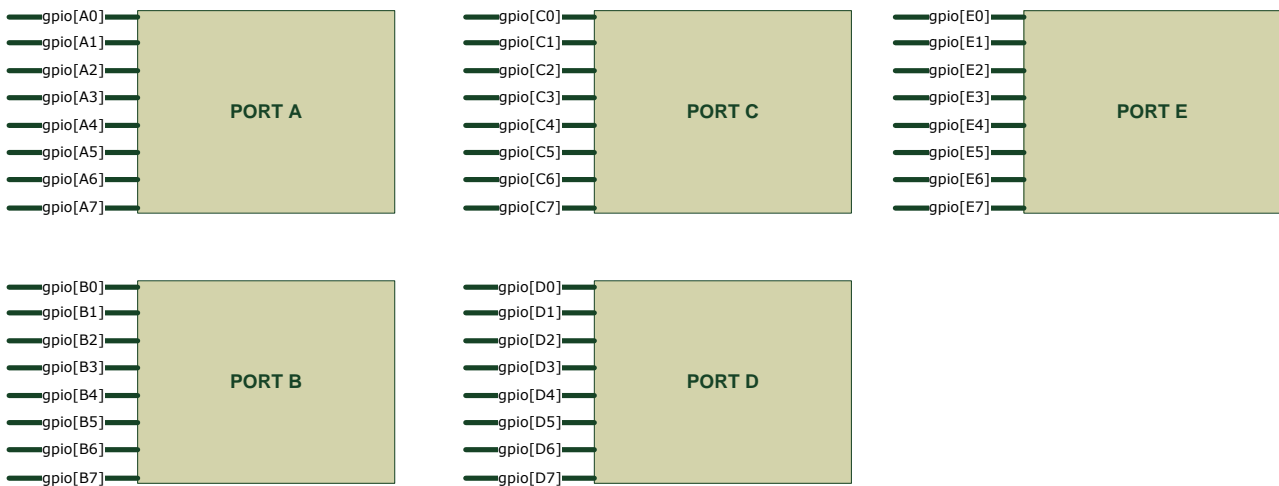 gpio[A0]
gpio[A1]
gpio[A2]
gpio[A3]
gpio[A4]
gpio[A5]
gpio[A6]
gpio[A7]
PORT A
gpio[C0]
gpio[C1]
gpio[C2]
gpio[C3]
gpio[C4]
gpio[C5]
gpio[C6]
gpio[C7]
PORT C
gpio[E0]
gpio[E1]
gpio[E2]
gpio[E3]
gpio[E4]
gpio[E5]
gpio[E6]
gpio[E7]
PORT E
gpio[B0]
gpio[B1]
gpio[B2]
gpio[B3]
gpio[B4]
gpio[B5]
gpio[B6]
gpio[B7]
PORT B
gpio[D0]
gpio[D1]
gpio[D2]
gpio[D3]
gpio[D4]
gpio[D5]
gpio[D6]
gpio[D7]
PORT D